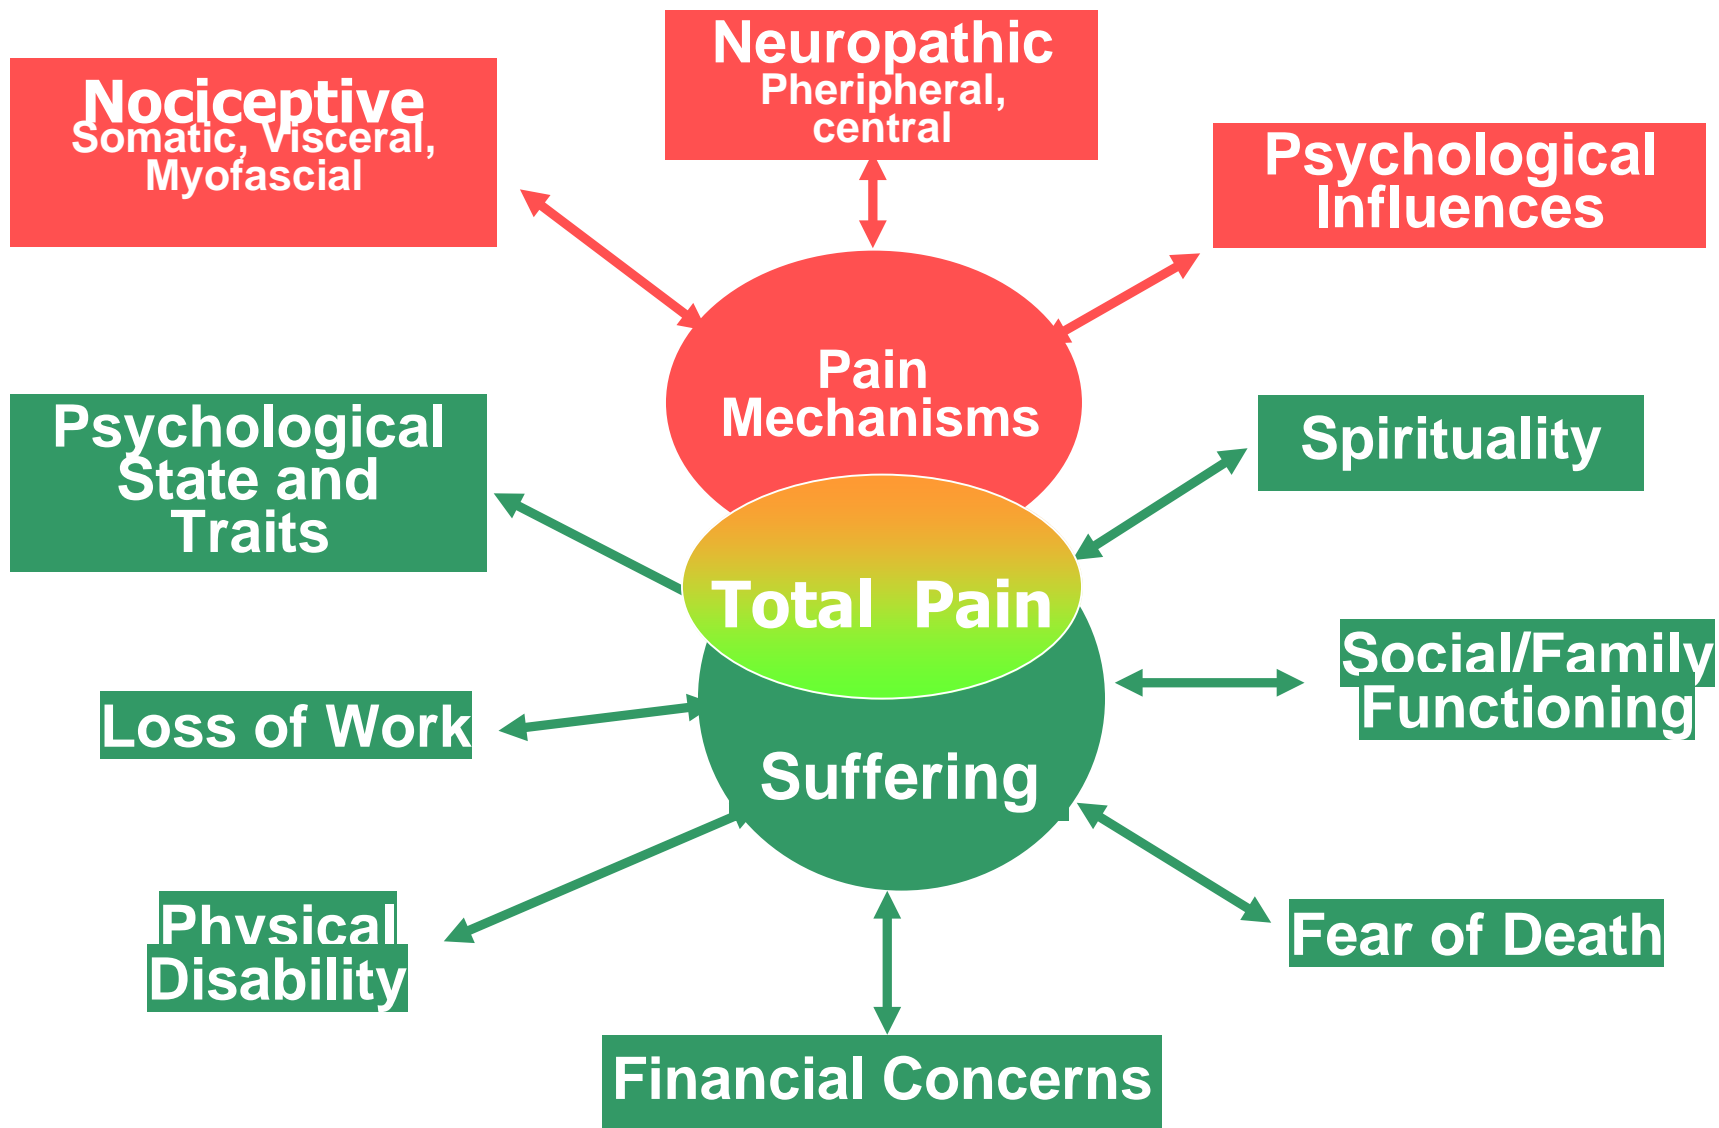 Neuropathic
Pheripheral,
central
Nociceptive
Somatic, Visceral,
Myofascial
Psychological
Influences
Pain
Mechanisms
Psychological
State and
Traits
Spirituality
Total Pain
Social/Family
Functioning
Loss of Work
Suffering
Physical
Disability
Fear of Death
Financial Concerns